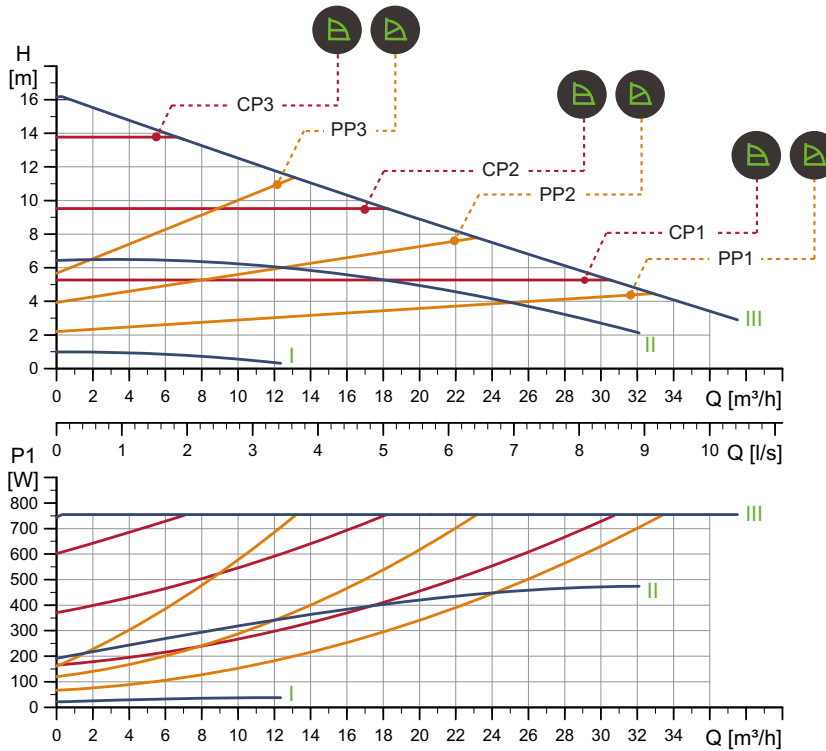 H
[m]
CP3
PP3
CP2
PP2
CP1
PP1
16
14
12
10
8
6
4
2
0
I
II
III
0 2 4 6 8 10 12 14 16 18 20 22 24 26 28 30 32 34 Q [m³/h]
0 1 2 3 4 5 6 7 8 9 10 Q [l/s]
P1
[W]
800
700
600
500
400
300
200
100
0
III
II
I
0 2 4 6 8 10 12 14 16 18 20 22 24 26 28 30 32 34 Q [m³/h]